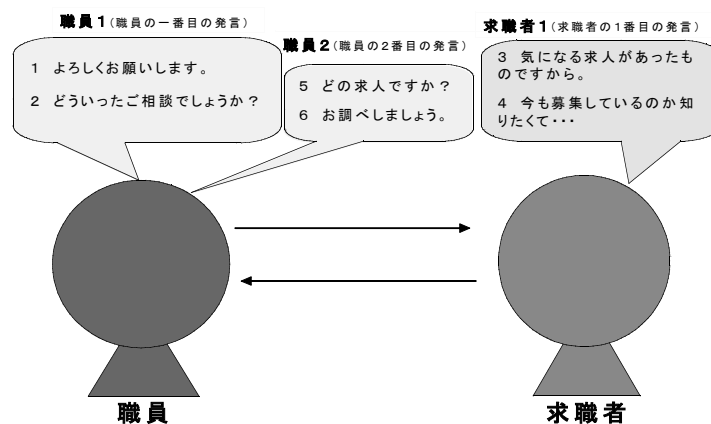 職員１（職員の一番目の発言）
１　よろしくお願いします。
２　どういったご相談でしょうか？
職員２（職員の２番目の発言）
５　どの求人ですか？
６　お調べしましょう。
求職者１（求職者の１番目の発言）
３　気になる求人があったも
のですから。
４　今も募集しているのか知
りたくて・・・
職員
求職者